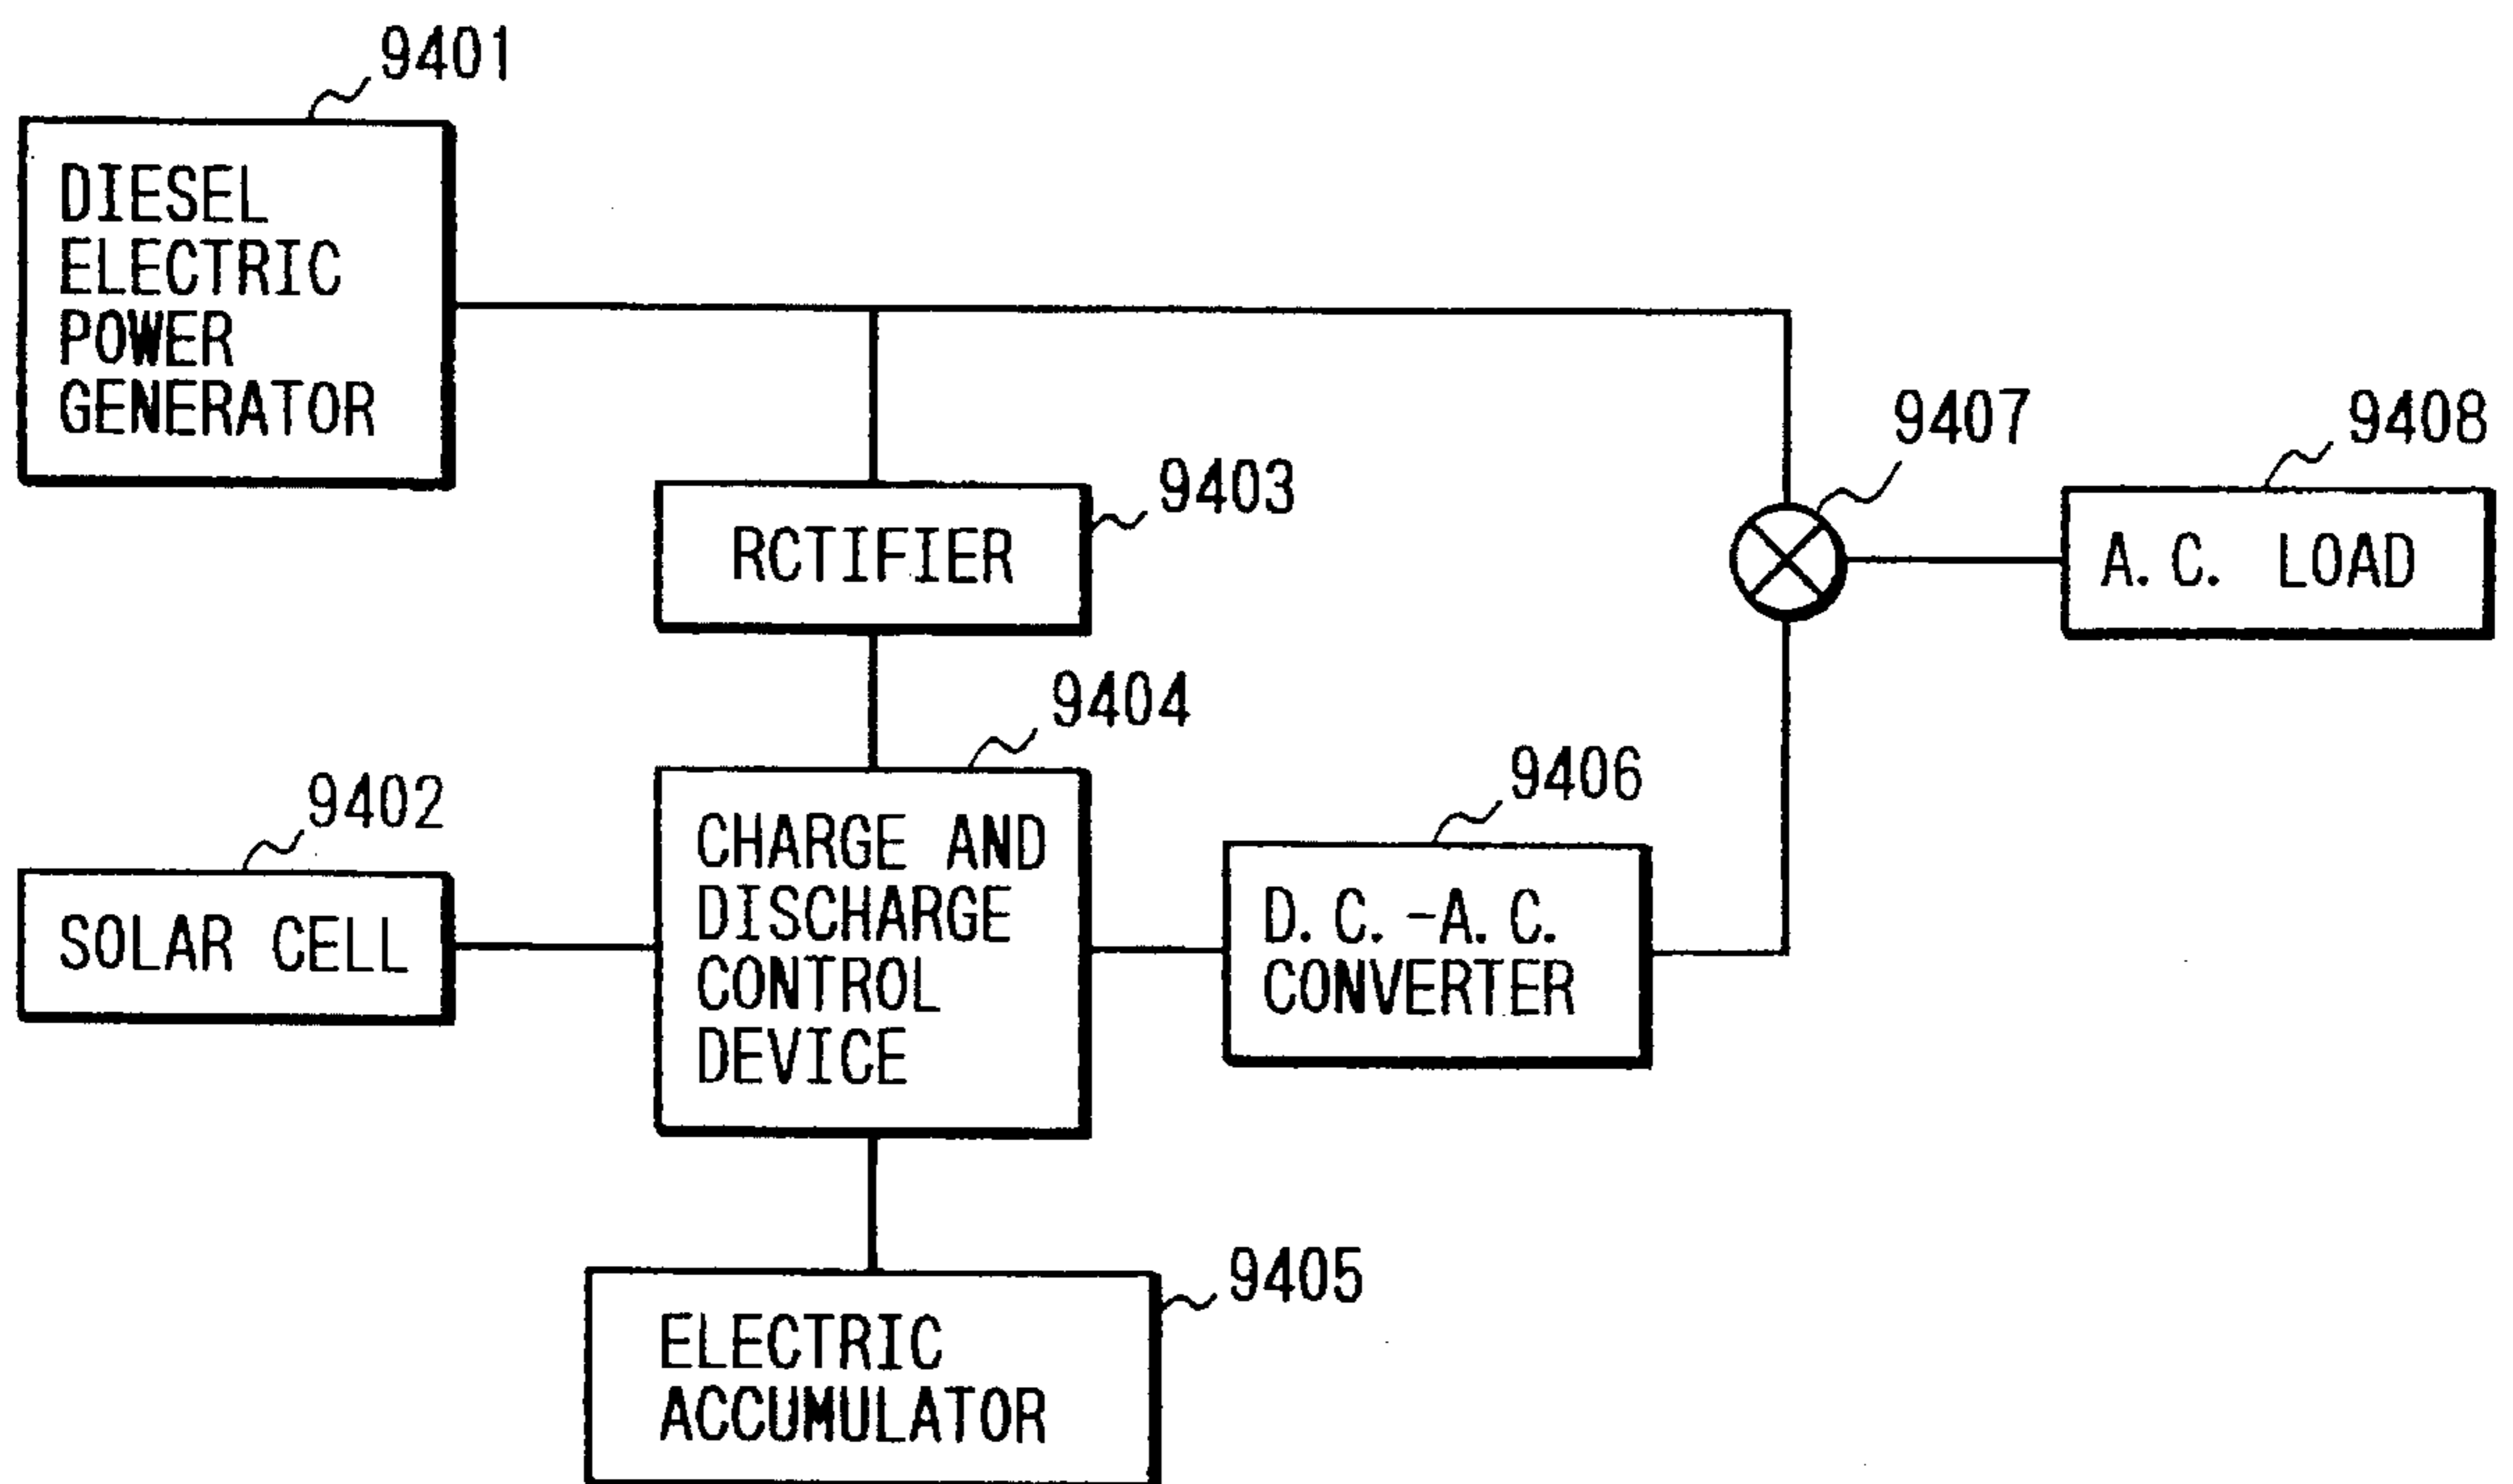 9401
DIESEL
ELECTRIC
POWER
GENERATOR
9407
9408
9403
RCTIFIER
A. C. LOAD
9404
9402
9406
CHARGE AND
DISCHARGE
CONTROL
DEVICE
SOLAR CELL
D. C. -A. C.
CONVERTER
9405
ELECTRIC
ACCUMULATOR